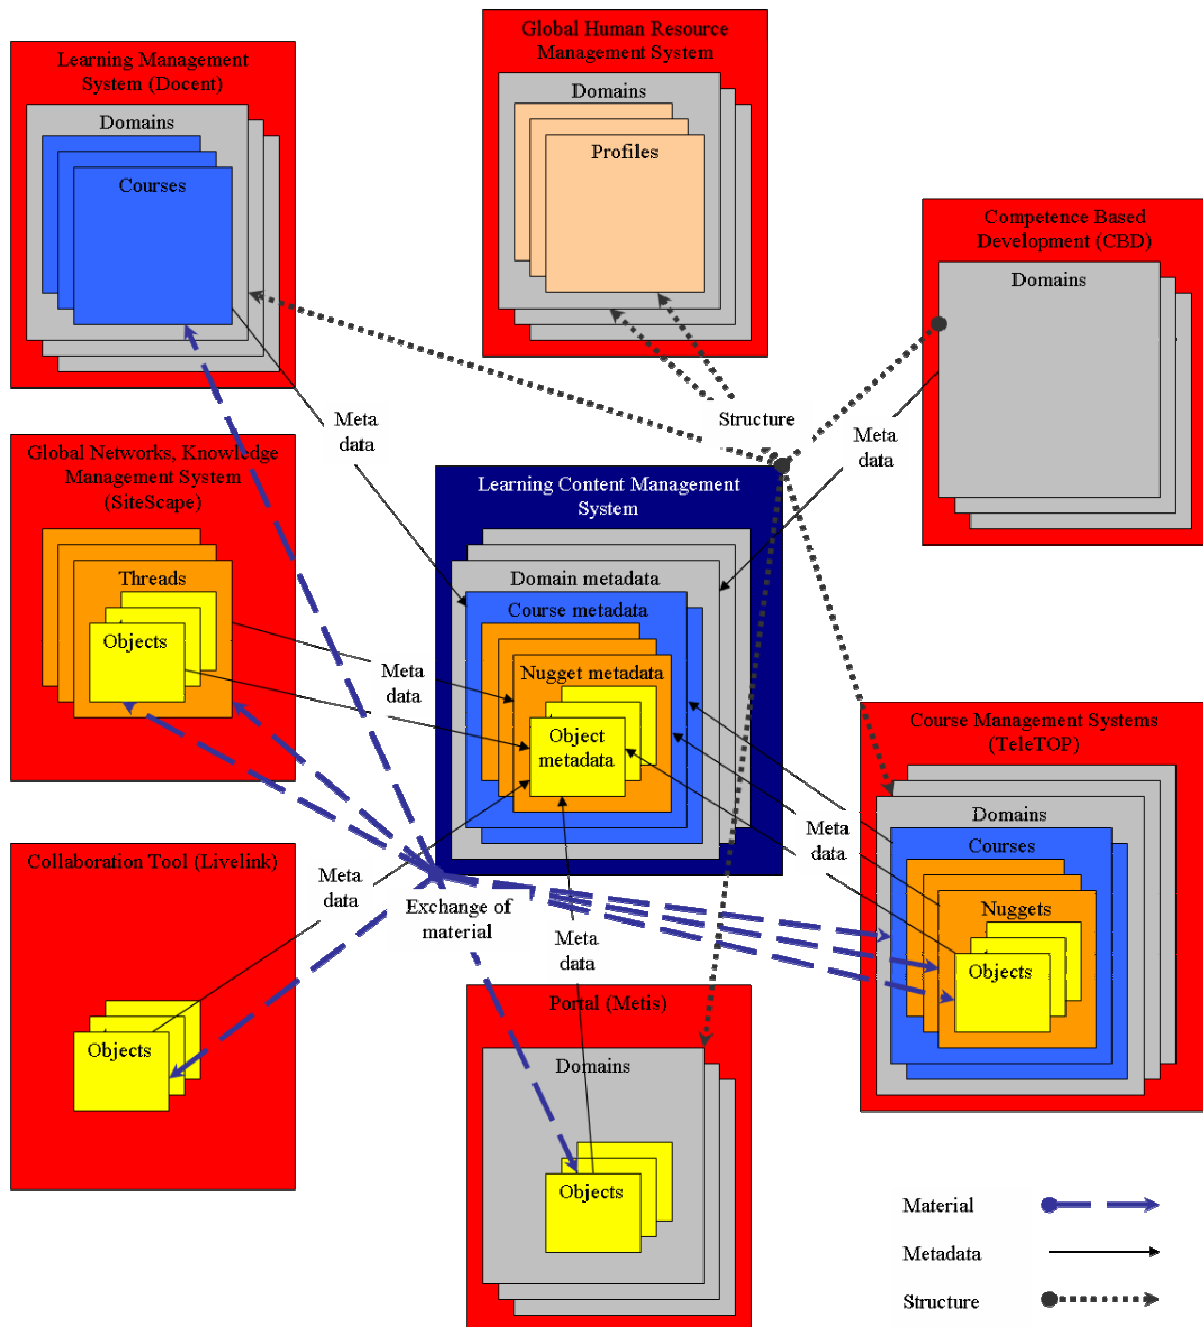 Global Human Resource
Management System
Domains
Profiles
Learning Management
System (Docent)
Domains
Courses
Competence Based
Development (CBD)
Domains
Structure
Meta
data
Meta
data
Global Networks, Knowledge
Management System
(SiteScape)
Threads
Objects
Meta
data
Learning Content Management
System
Domain metadata
Course metadata
Nugget metadata
Object
metadata
Course Management Systems
(TeleTOP)
Domains
Courses
Nuggets
Objects
Meta
data
Collaboration Tool (Livelink)
Objects
Meta
data
Exchange of
material
Meta
data
Portal (Metis)
Domains
Objects
Material
Metadata
Structure